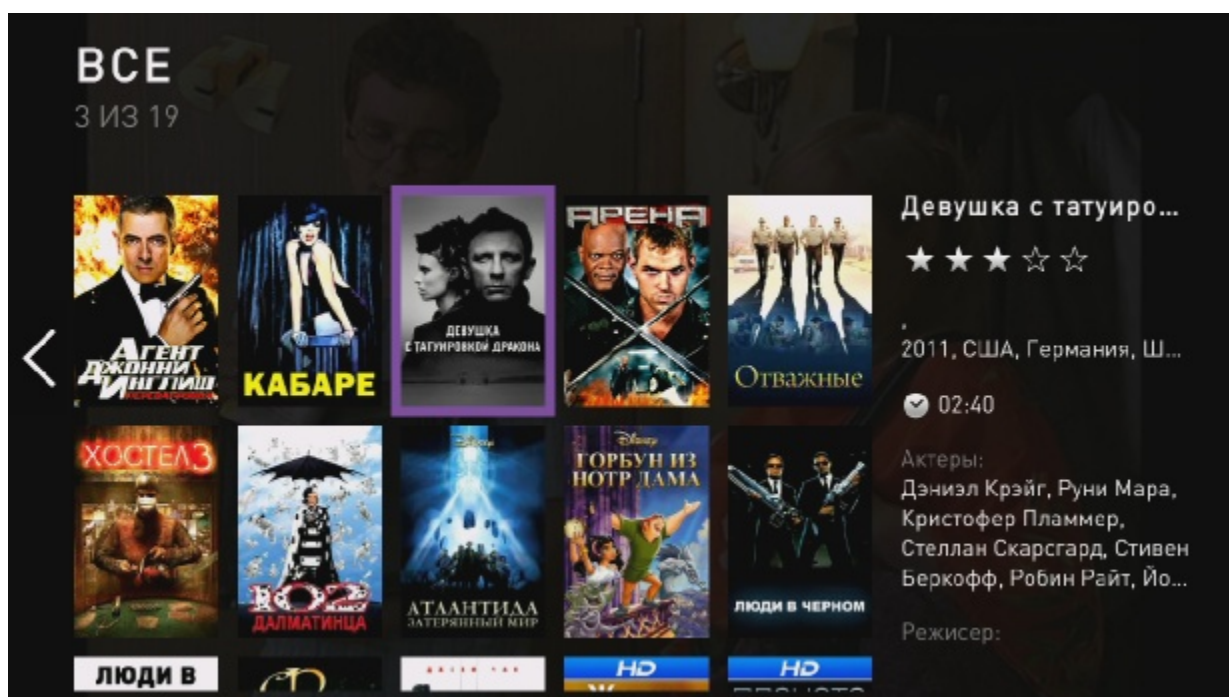 ВСЕ
3 ИЗ 19
АГЕНТ
ДЖОННИ
ИНГЛИШ
ПЕРЕЗАГРУЗКА
КАБАРЕ
ДЕВУШКА
С ТАТУИРОВКОЙ ДРАКОНА
АРЕНА
Отважные
ХОСТЕЛ 3
102
ДАЛМАТИНЦА
Disney
АТЛАНТИДА
ЗАТЕРЯННЫЙ МИР
Disney
ГОРБУН ИЗ
НОТР ДАМА
ЛЮДИ В ЧЕРНОМ
ЛЮДИ В
HD
HD
Девушка с татуиро...
2011, США, Германия, Ш...
02:40
Актеры:
Дэниэл Крэйг, Руни Мара,
Кристофер Пламмер,
Стеллан Скарсгард, Стивен
Беркофф, Робин Райт, Йо...
Режисер: